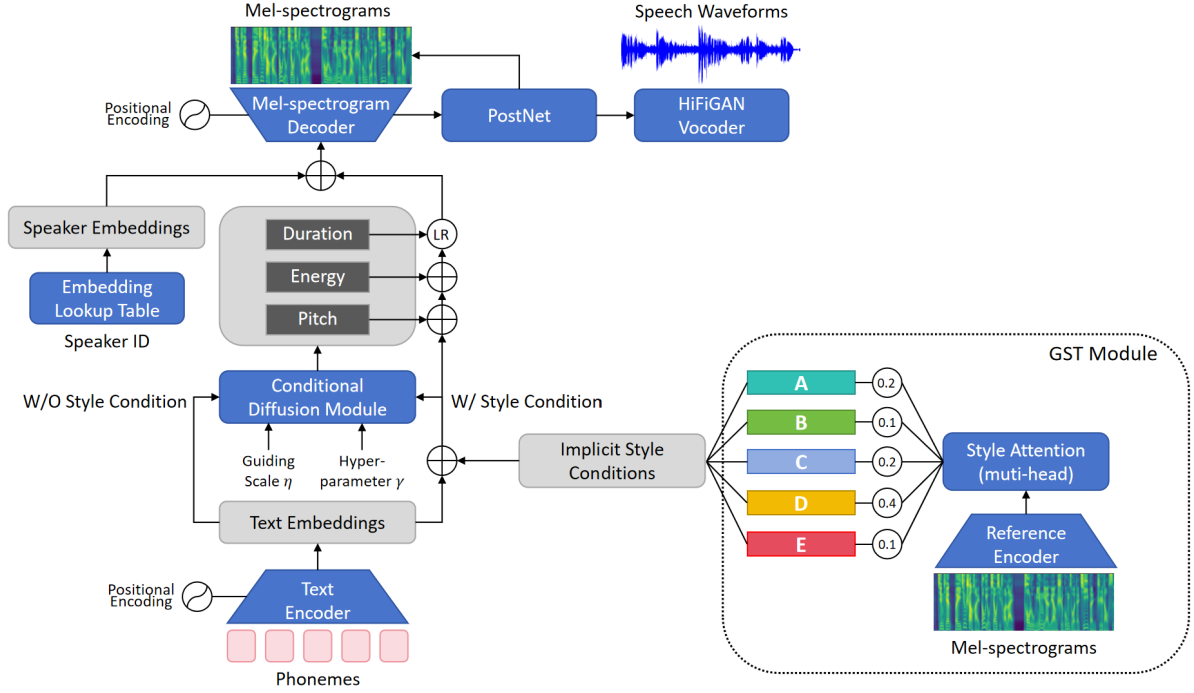 Mel-spectrograms
Speech Waveforms
Positional
Encoding
Mel-spectrogram
Decoder
PostNet
HiFiGAN
Vocoder
Speaker Embeddings
Embedding
Lookup Table
Speaker ID
Duration
LR
Energy
Pitch
W/O Style Condition
Conditional
Diffusion Module
W/ Style Condition
Guiding
Scale η
Hyper-
parameter γ
Text Embeddings
Positional
Encoding
Text
Encoder
Phonemes
Implicit Style
Conditions
GST Module
A
0.2
B
0.1
C
0.2
D
0.4
E
0.1
Style Attention
(muti-head)
Reference
Encoder
Mel-spectrograms